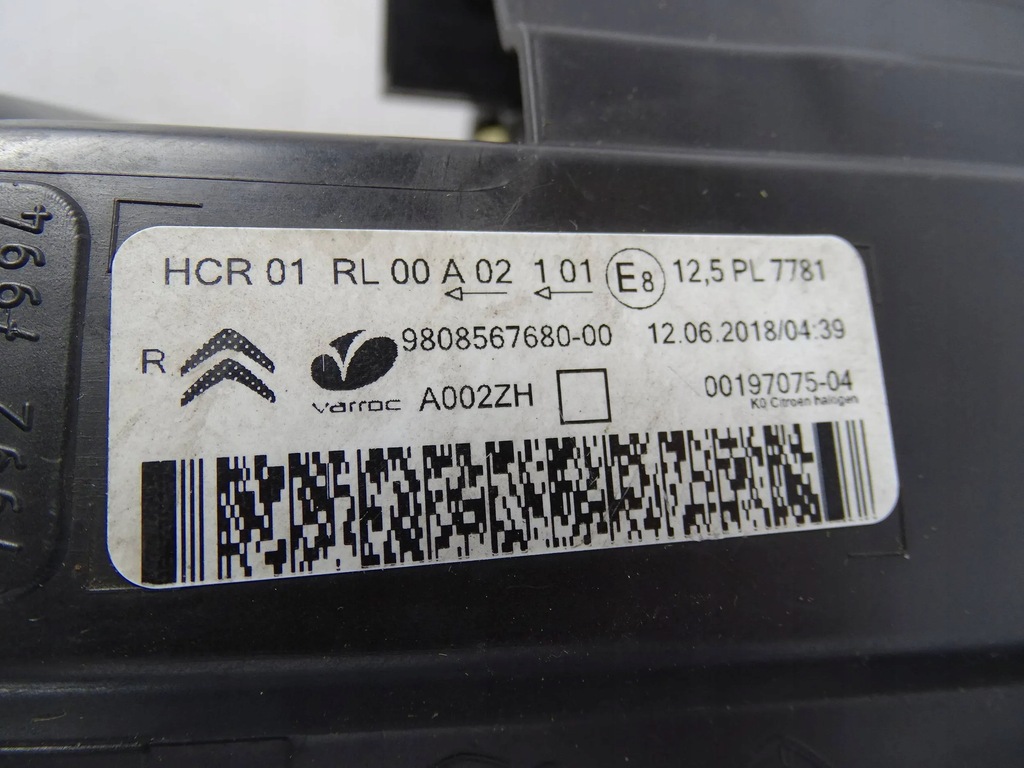 HCR 01 RL 00 A 02 1 01 E8 12,5 PL 7781
R varroc 9808567680-00 12.06.2018/04:39
A002ZH 00197075-04
K0 Citroen halogen